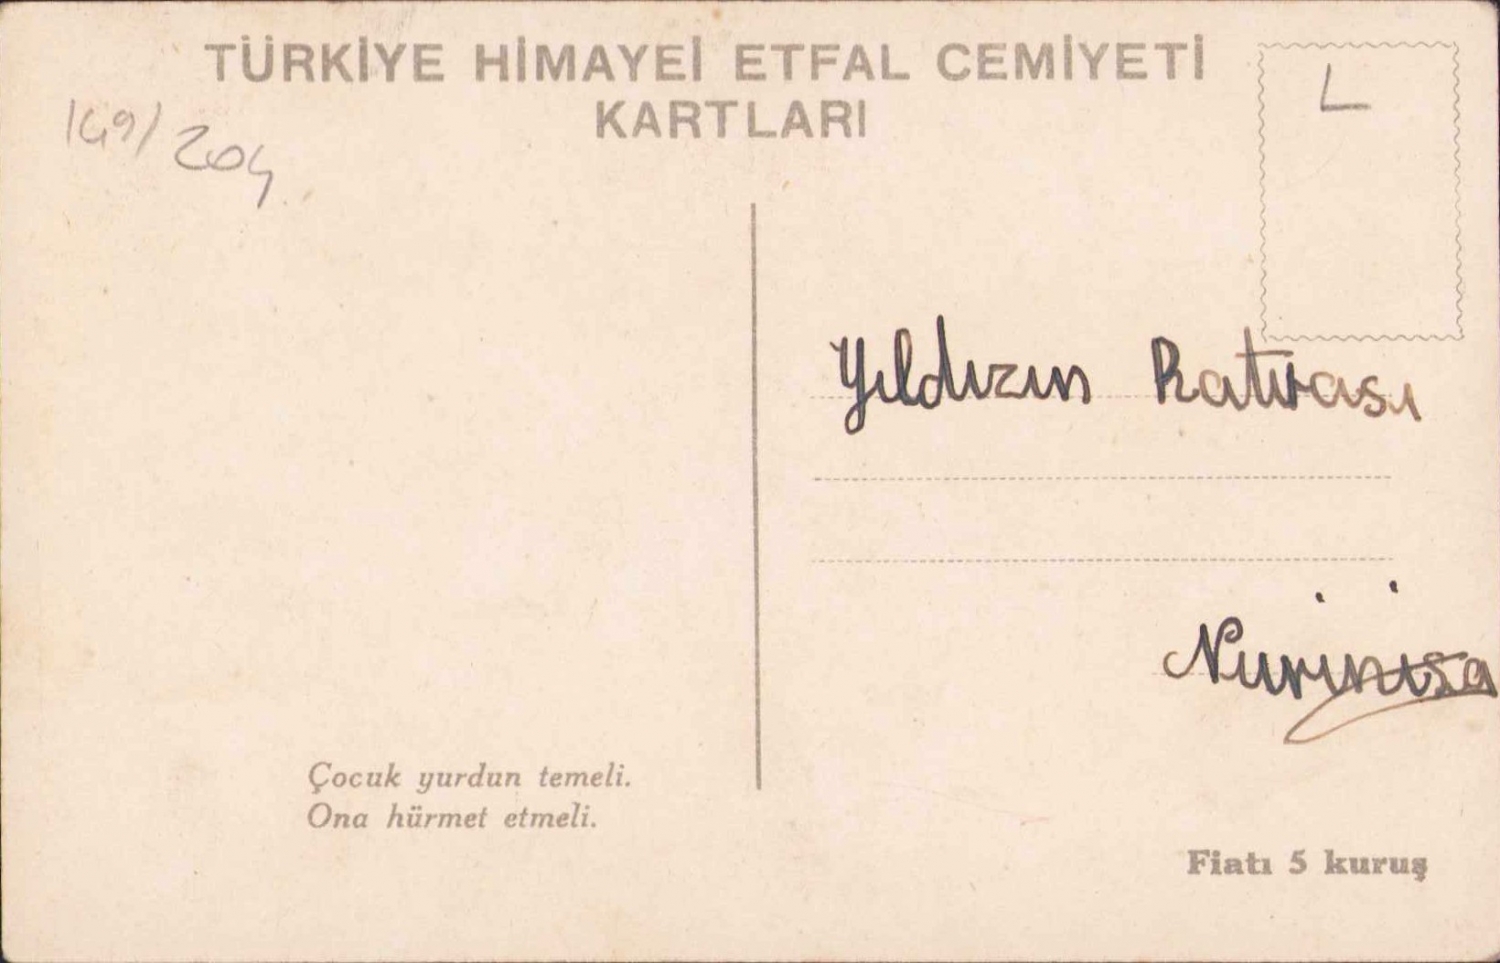 TÜRKİYE HİMAYEİ ETFAL CEMİYETİ
KARTLARI
L
149/204
Yıldızın Hatırası
Nurinisa
Çocuk yurdun temeli.
Ona hürmet etmeli.
Fiatı 5 kuruş